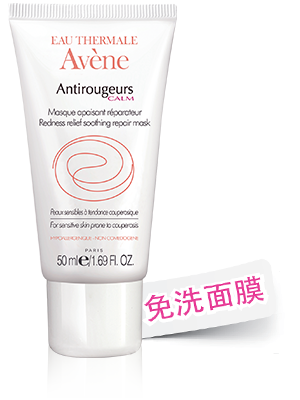 EAU THERMALE
Avène
Antirougeurs
CALM
Masque apaisant réparateur
Redness relief soothing repair mask
Peaux sensibles à tendance couperosique
For sensitive skin prone to couperosis
HYPOALLERGÉNIQUE - NON COMÉDOGÈNE
PARIS
50 ml e/1.69 FL. OZ.
免洗面膜